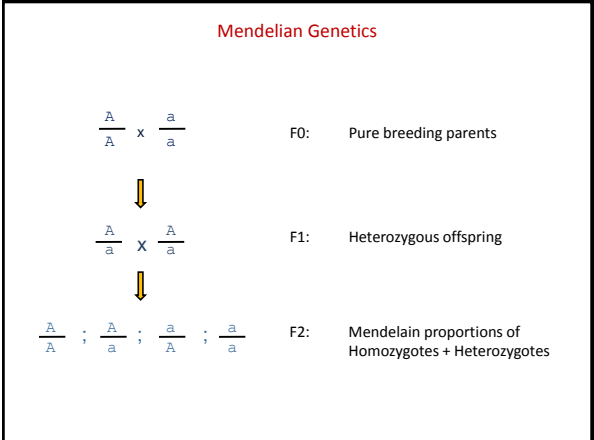 Mendelian Genetics
A x a F0: Pure breeding parents
A a
A x A F1: Heterozygous offspring
a a
A ; A ; a ; a F2: Mendelain proportions of
A a A a Homozygotes + Heterozygotes